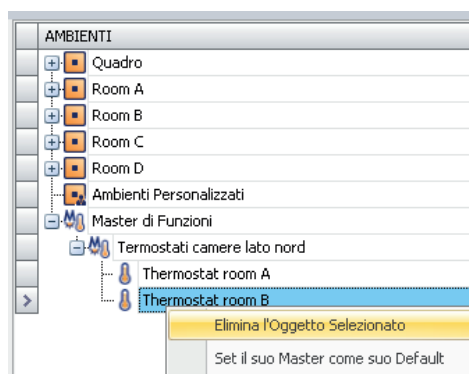 AMBIENTI
Quadro
Room A
Room B
Room C
Room D
Ambienti Personalizzati
Master di Funzioni
Termostati camere lato nord
Thermostat room A
Thermostat room B
Elimina l'Oggetto Selezionato
Set il suo Master come suo Default